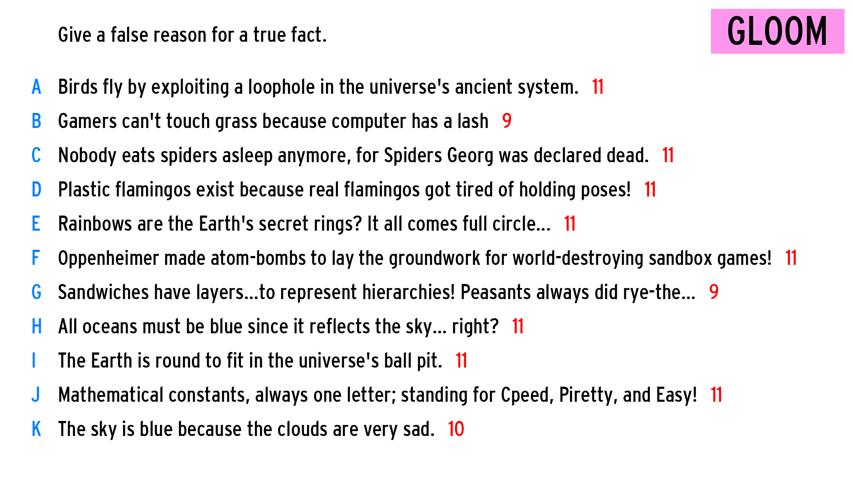 Give a false reason for a true fact.
GLOOM
A Birds fly by exploiting a loophole in the universe's ancient system. 11
B Gamers can't touch grass because computer has a lash 9
C Nobody eats spiders asleep anymore, for Spiders Georg was declared dead. 11
D Plastic flamingos exist because real flamingos got tired of holding poses! 11
E Rainbows are the Earth's secret rings? It all comes full circle... 11
F Oppenheimer made atom-bombs to lay the groundwork for world-destroying sandbox games! 11
G Sandwiches have layers...to represent hierarchies! Peasants always did rye-the... 9
H All oceans must be blue since it reflects the sky... right? 11
I The Earth is round to fit in the universe's ball pit. 11
J Mathematical constants, always one letter; standing for Cpeed, Piretty, and Easy! 11
K The sky is blue because the clouds are very sad. 10